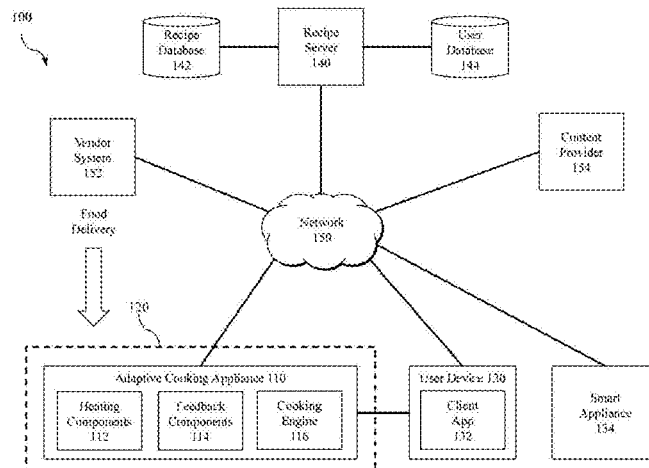 100
Recipe
Database
142
Recipe
Server
140
User
Database
144
Vendor
System
152
Content
Provider
154
Food
Delivery
Network
150
120
Adaptive Cooking Appliance 110
Heating
Components
112
Feedback
Components
114
Cooking
Engine
116
User Device 130
Client
App
132
Smart
Appliance
134